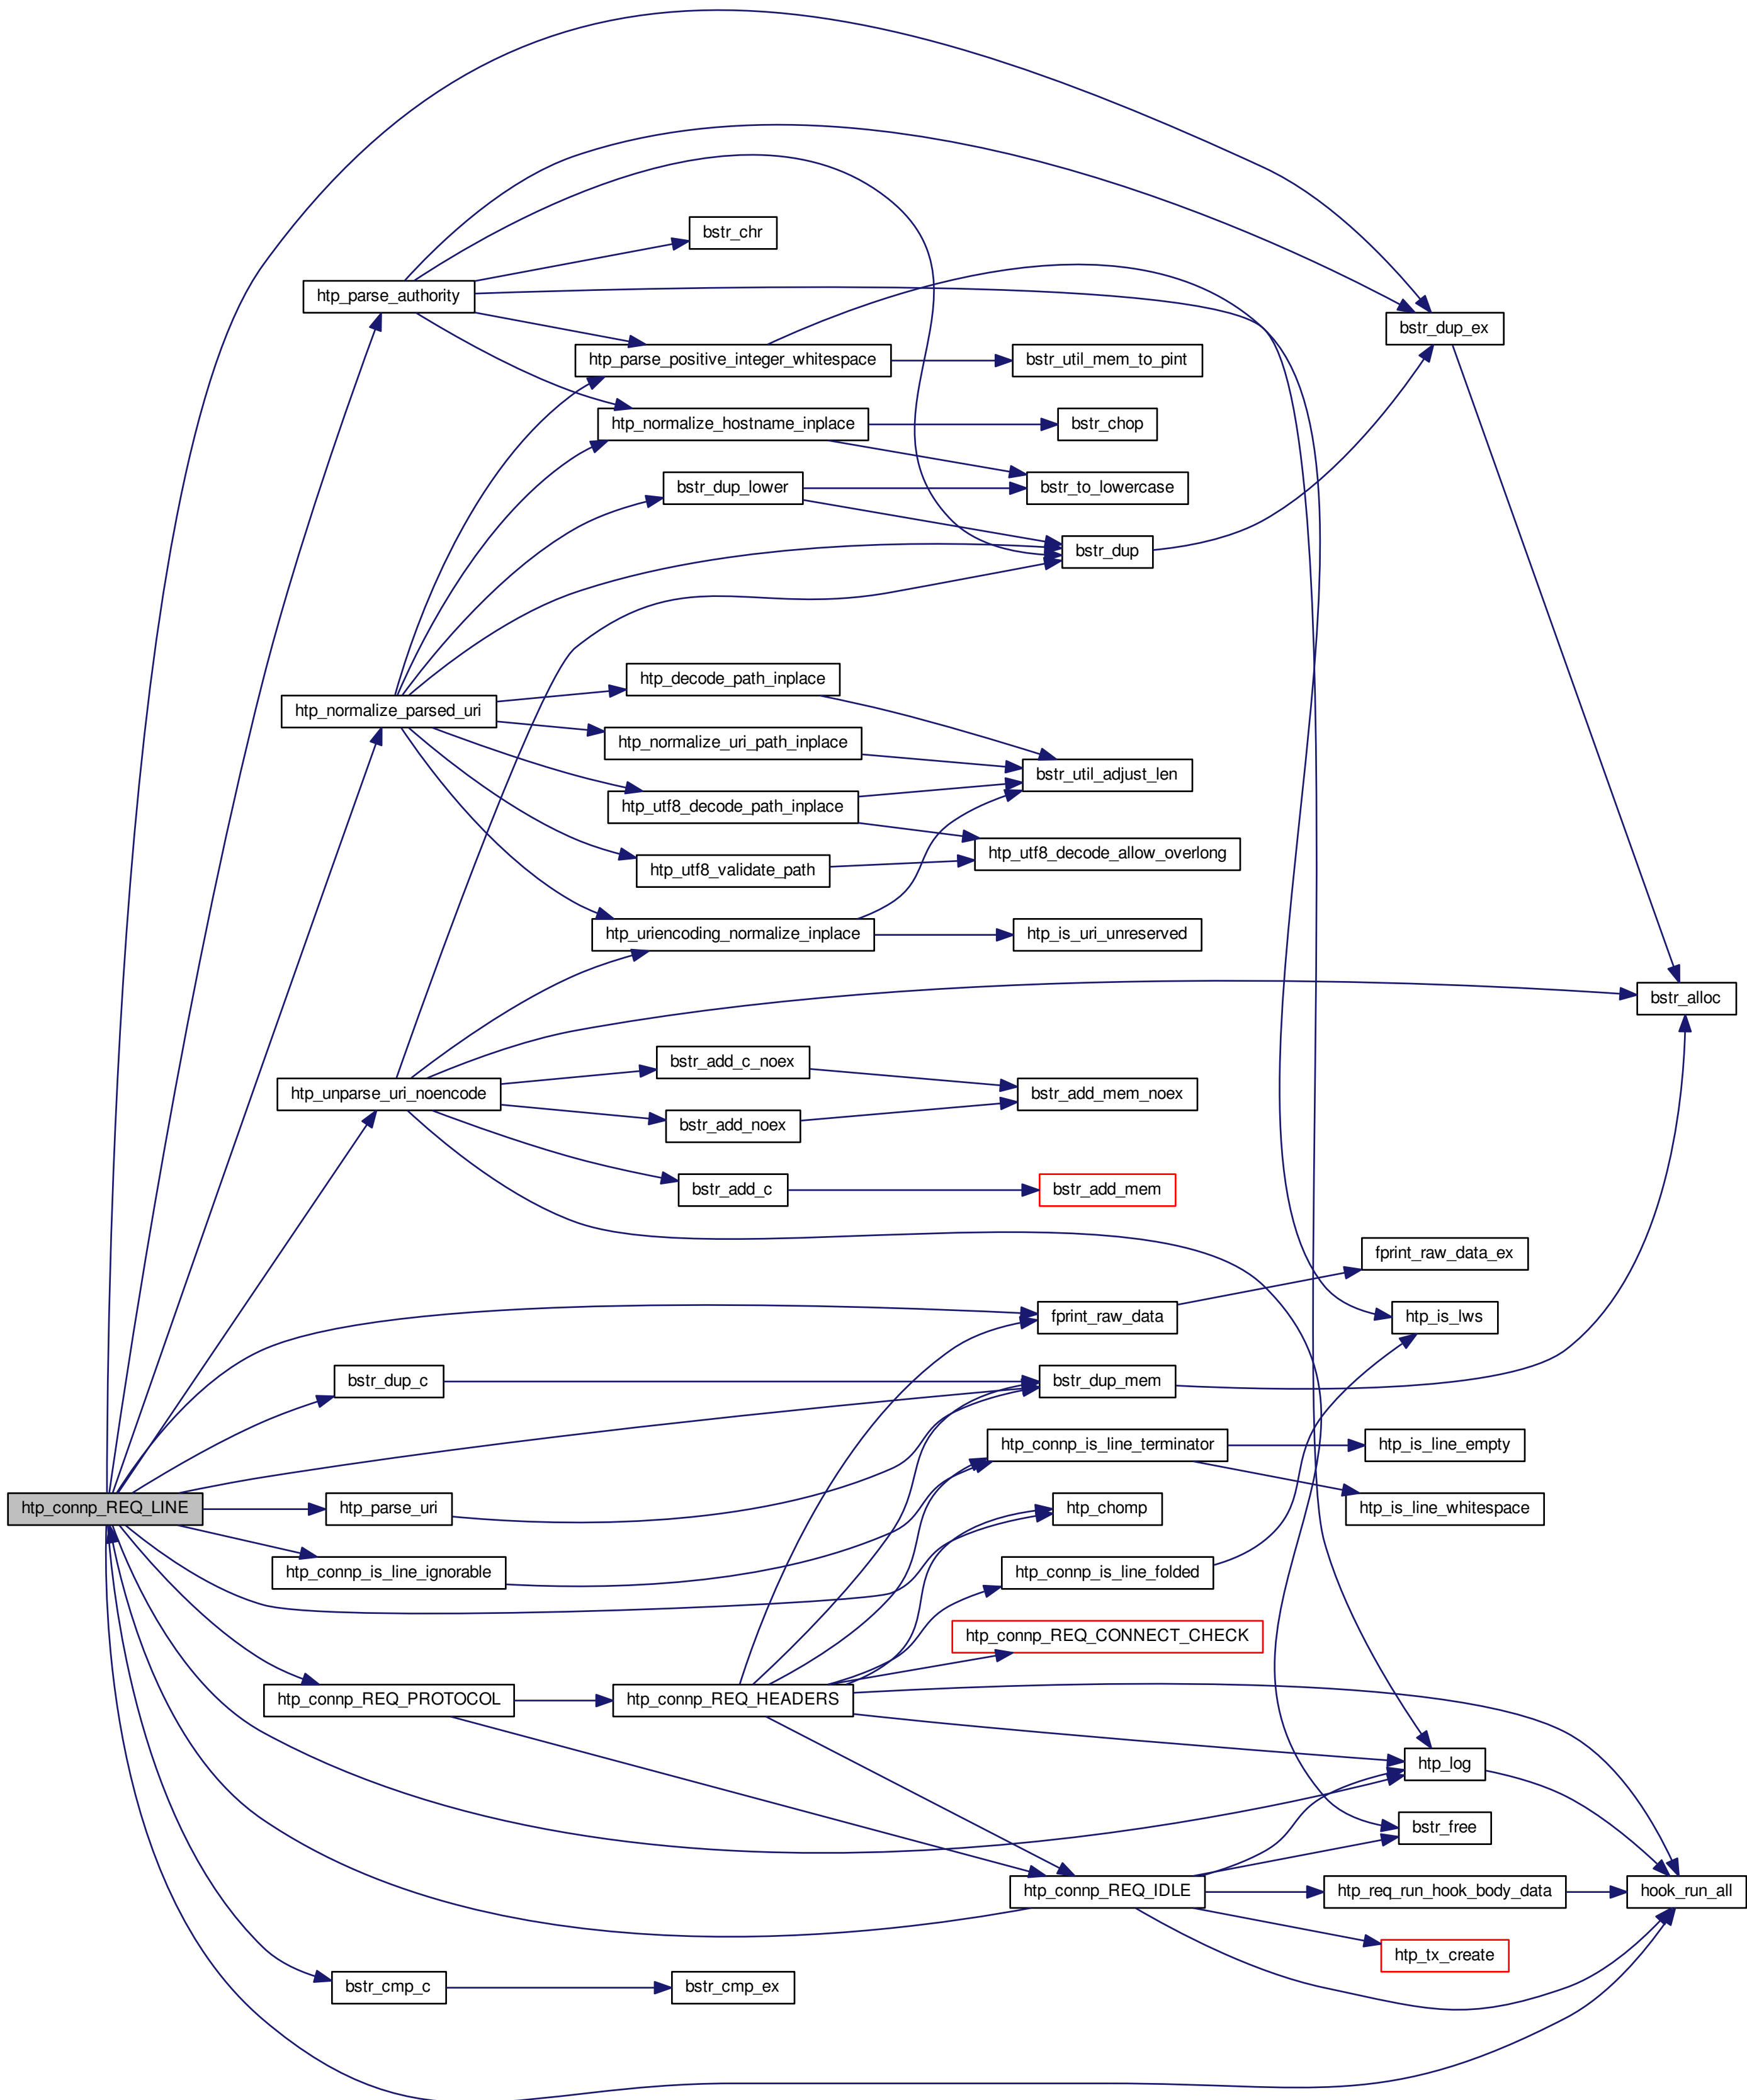 bstr_chr
htp_parse_authority
bstr_dup_ex
htp_parse_positive_integer_whitespace
bstr_util_mem_to_pint
htp_normalize_hostname_inplace
bstr_chop
bstr_dup_lower
bstr_to_lowercase
bstr_dup
htp_decode_path_inplace
htp_normalize_parsed_uri
htp_normalize_uri_path_inplace
bstr_util_adjust_len
htp_utf8_decode_path_inplace
htp_utf8_decode_allow_overlong
htp_utf8_validate_path
htp_uriencoding_normalize_inplace
htp_is_uri_unreserved
bstr_alloc
bstr_add_c_noex
htp_unparse_uri_noencode
bstr_add_mem_noex
bstr_add_noex
bstr_add_c
bstr_add_mem
fprint_raw_data_ex
fprint_raw_data
htp_is_lws
bstr_dup_c
bstr_dup_mem
htp_connp_is_line_terminator
htp_is_line_empty
htp_connp_REQ_LINE
htp_parse_uri
htp_chomp
htp_is_line_whitespace
htp_connp_is_line_ignorable
htp_connp_is_line_folded
htp_connp_REQ_CONNECT_CHECK
htp_connp_REQ_PROTOCOL
htp_connp_REQ_HEADERS
htp_log
bstr_free
htp_connp_REQ_IDLE
htp_req_run_hook_body_data
hook_run_all
htp_tx_create
bstr_cmp_c
bstr_cmp_ex